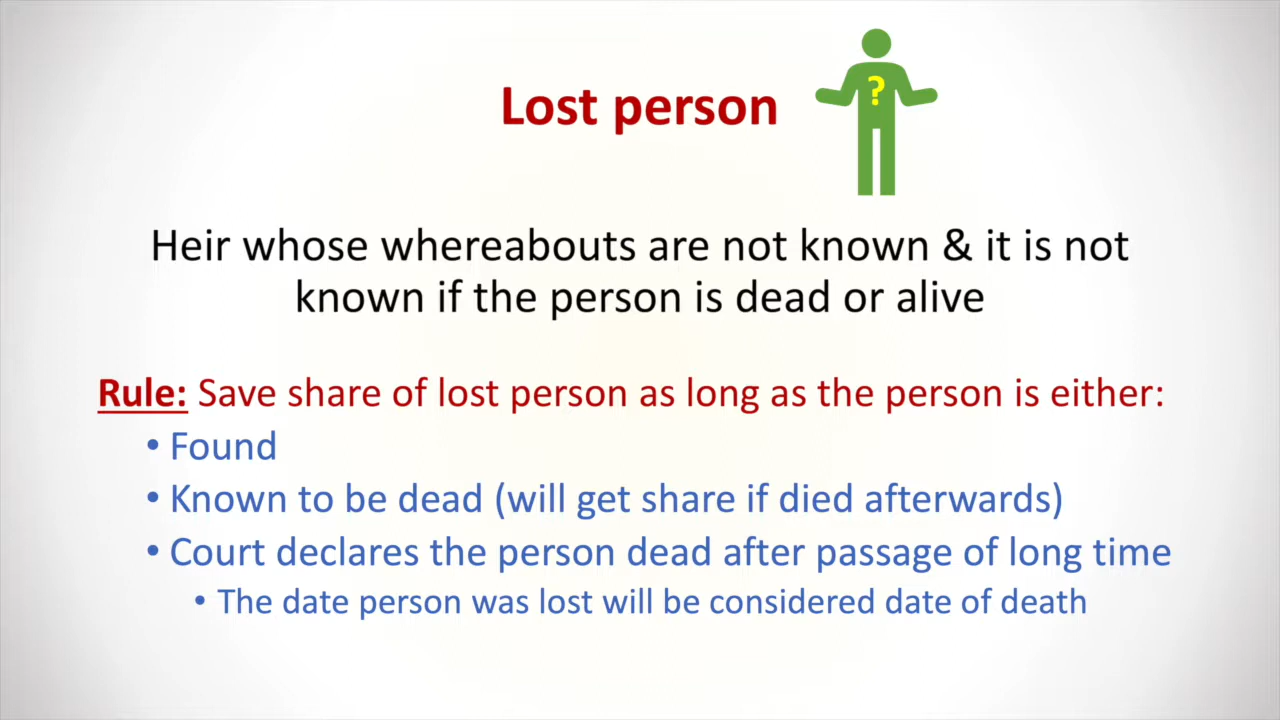 Lost person
?
Heir whose whereabouts are not known & it is not
known if the person is dead or alive
Rule: Save share of lost person as long as the person is either:
• Found
• Known to be dead (will get share if died afterwards)
• Court declares the person dead after passage of long time
• The date person was lost will be considered date of death